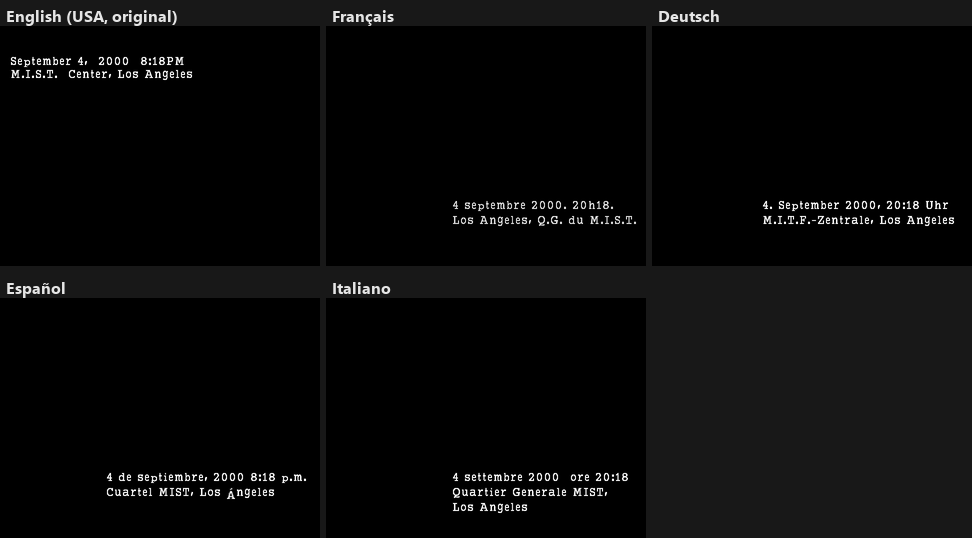 English (USA, original)
September 4, 2000 8:18PM
M.I.S.T. Center, Los Angeles
Français
4 septembre 2000. 20h18.
Los Angeles, Q.G. du M.I.S.T.
Deutsch
4. September 2000, 20:18 Uhr
M.I.T.F.-Zentrale, Los Angeles
Español
4 de septiembre, 2000 8:18 p.m.
Cuartel MIST, Los Ángeles
Italiano
4 settembre 2000 ore 20:18
Quartier Generale MIST,
Los Angeles